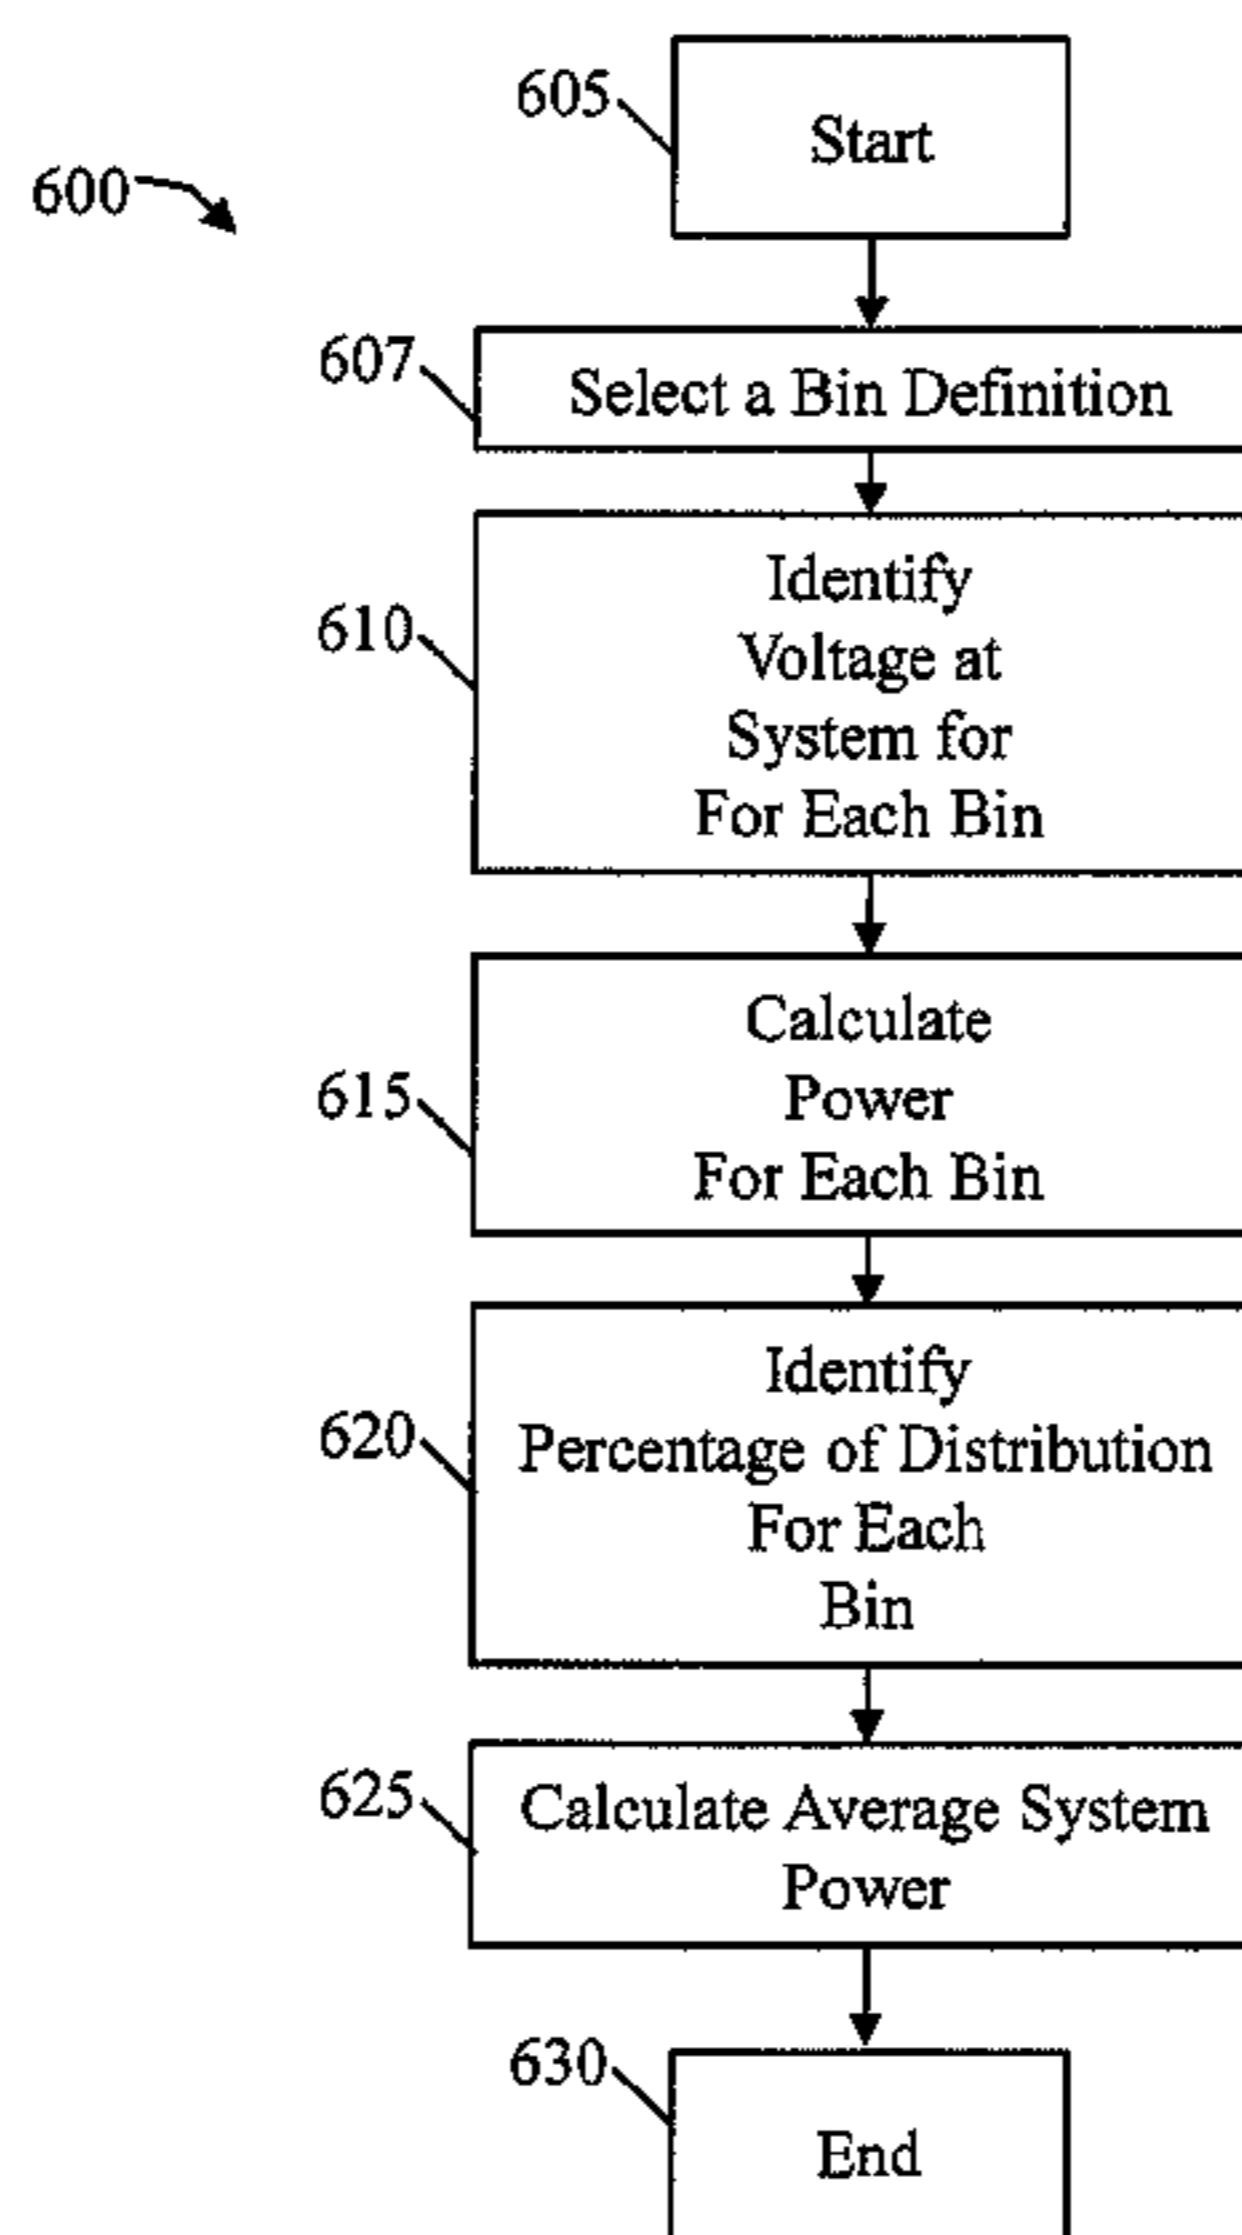 605
Start
600
607
Select a Bin Definition
610
Identify
Voltage at
System for
For Each Bin
615
Calculate
Power
For Each Bin
620
Identify
Percentage of Distribution
For Each
Bin
625
Calculate Average System
Power
630
End